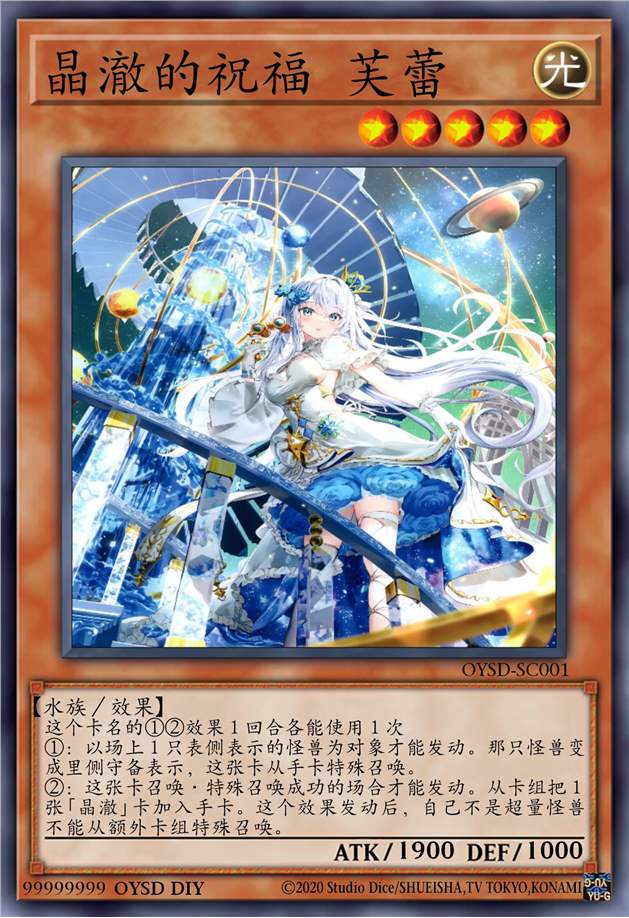 晶澈的祝福 芙蕾
光
OYSD-SC001
【水族／效果】
这个卡名的①②效果1回合各能使用1次
①：以场上1只表侧表示的怪兽为对象才能发动。那只怪兽变
成里侧守备表示，这张卡从手卡特殊召唤。
②：这张卡召唤·特殊召唤成功的场合才能发动。从卡组把1
张「晶澈」卡加入手卡。这个效果发动后，自己不是超量怪兽
不能从额外卡组特殊召唤。
ATK/1900 DEF/1000
99999999 OYSD DIY ©2020 Studio Dice/SHUEISHA,TV TOKYO,KONAMI
YU-G